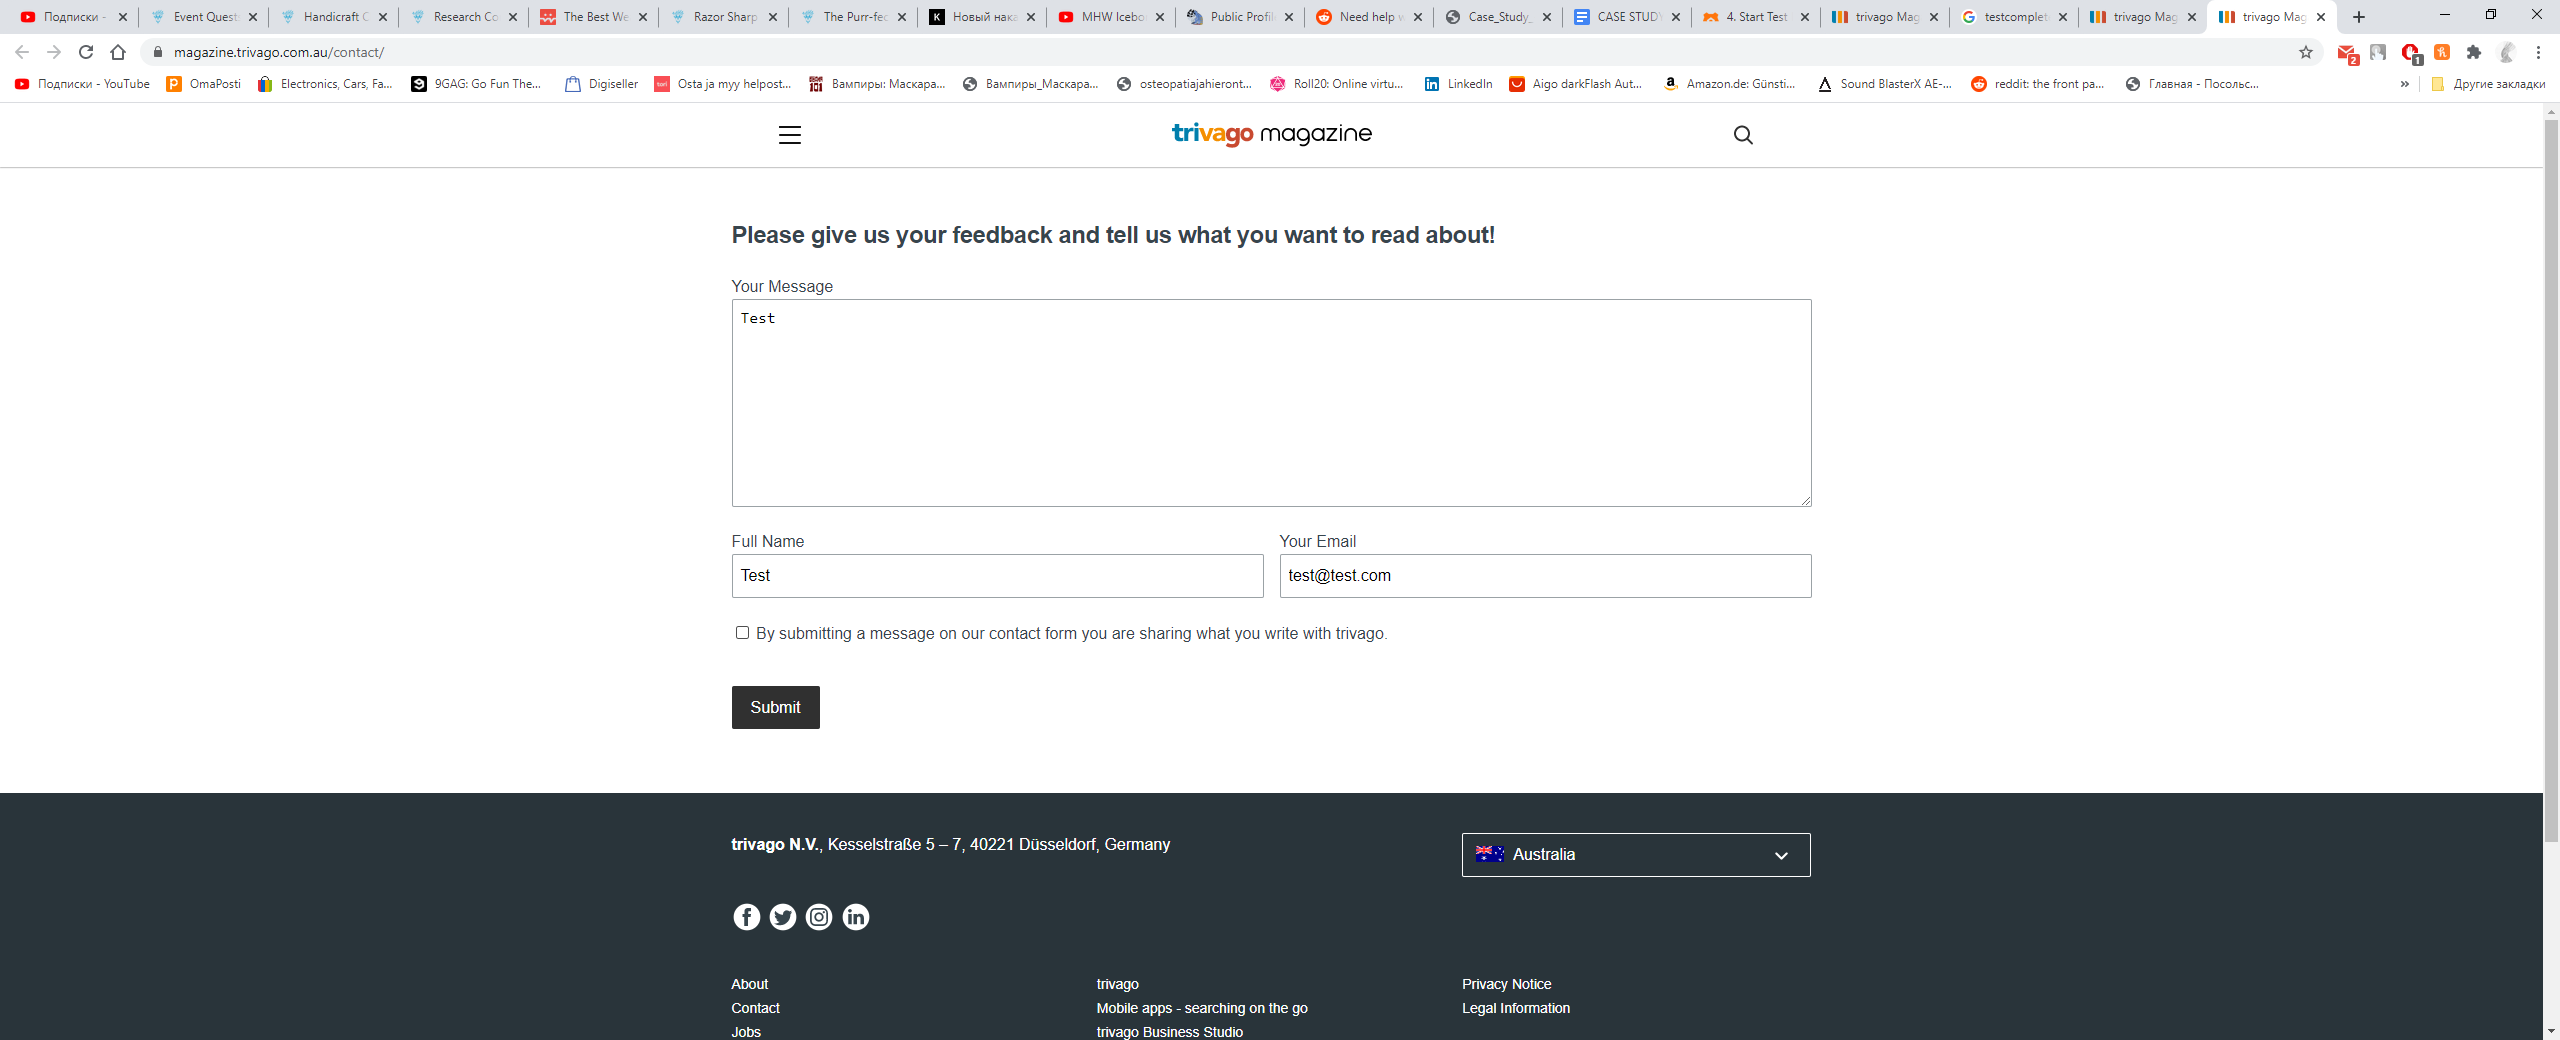 Подписки -
Event Quest
Handicraft C
Research Co
The Best We
Razor Sharp
The Purr-fec
Новый нака
MHW Icebo
Public Profil
Need help w
Case_Study_
CASE STUDY
4. Start Test
trivago Mag
testcomplet
trivago Mag
trivago Mag
magazine.trivago.com.au/contact/
2
1
Подписки - YouTube
OmaPosti
Electronics, Cars, Fa...
9GAG: Go Fun The...
Digiseller
Osta ja myy helpost...
Вампиры: Маскара...
Вампиры_Маскара...
osteopatiajahieront...
Roll20: Online virtu...
LinkedIn
Aigo darkFlash Aut...
Amazon.de: Günsti...
Sound BlasterX AE-...
reddit: the front pa...
Главная - Посольс...
»
Другие закладки
trivago magazine
Please give us your feedback and tell us what you want to read about!
Your Message
Test
Full Name
Your Email
Test
test@test.com
By submitting a message on our contact form you are sharing what you write with trivago.
Submit
trivago N.V., Kesselstraße 5 – 7, 40221 Düsseldorf, Germany
Australia
About
trivago
Privacy Notice
Contact
Mobile apps - searching on the go
Legal Information
Jobs
trivago Business Studio